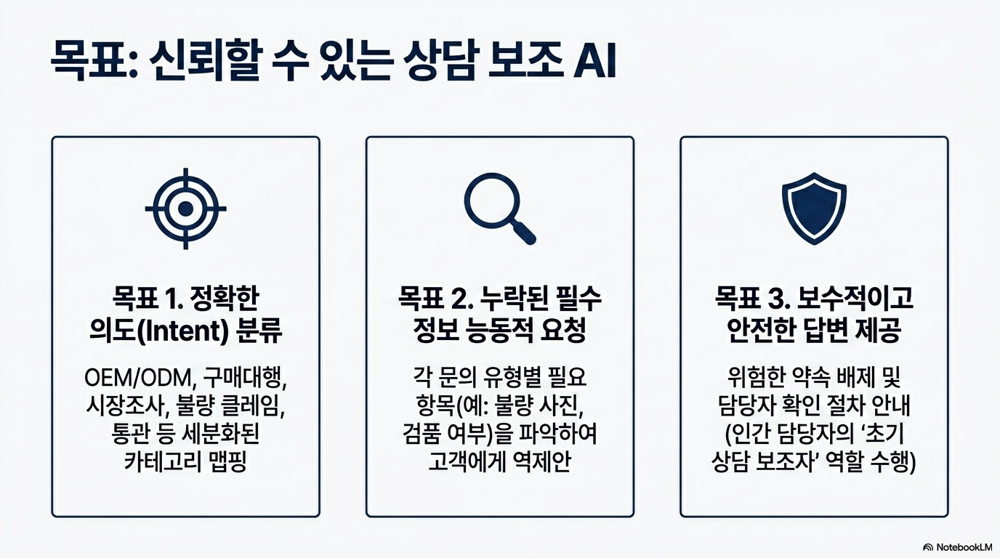 목표: 신뢰할 수 있는 상담 보조 AI
목표 1. 정확한
의도(Intent) 분류
OEM/ODM, 구매대행,
시장조사, 불량 클레임,
통관 등 세분화된
카테고리 맵핑
목표 2. 누락된 필수
정보 능동적 요청
각 문의 유형별 필요
항목(예: 불량 사진,
검품 여부)을 파악하여
고객에게 역제안
목표 3. 보수적이고
안전한 답변 제공
위험한 약속 배제 및
담당자 확인 절차 안내
(인간 담당자의 ‘초기
상담 보조자’ 역할 수행)
NotebookLM